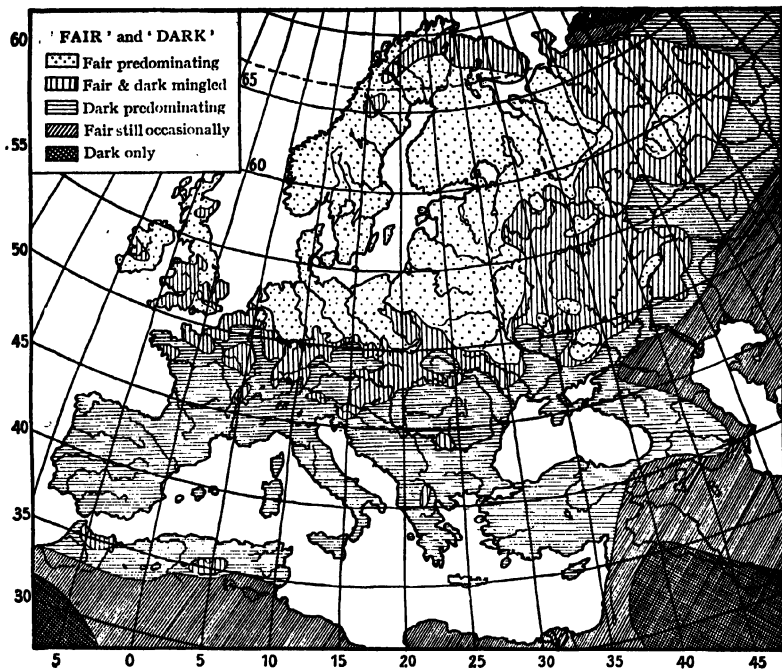 ' FAIR ' and ' DARK '
Fair predominating
Fair & dark mingled
Dark predominating
Fair still occasionally
Dark only
60
55
50
45
40
35
30
65
60
5 0 5 10 15 20 25 30 35 40 45